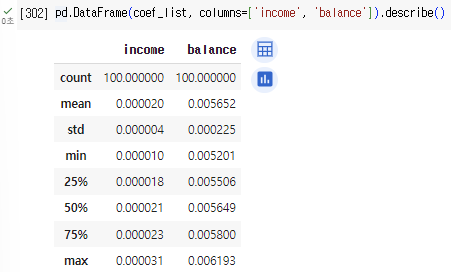 [302] pd.DataFrame(coef_list, columns=['income', 'balance']).describe()
0초
income balance
count 100.000000 100.000000
mean 0.000020 0.005652
std 0.000004 0.000225
min 0.000010 0.005201
25% 0.000018 0.005506
50% 0.000021 0.005649
75% 0.000023 0.005800
max 0.000031 0.006193